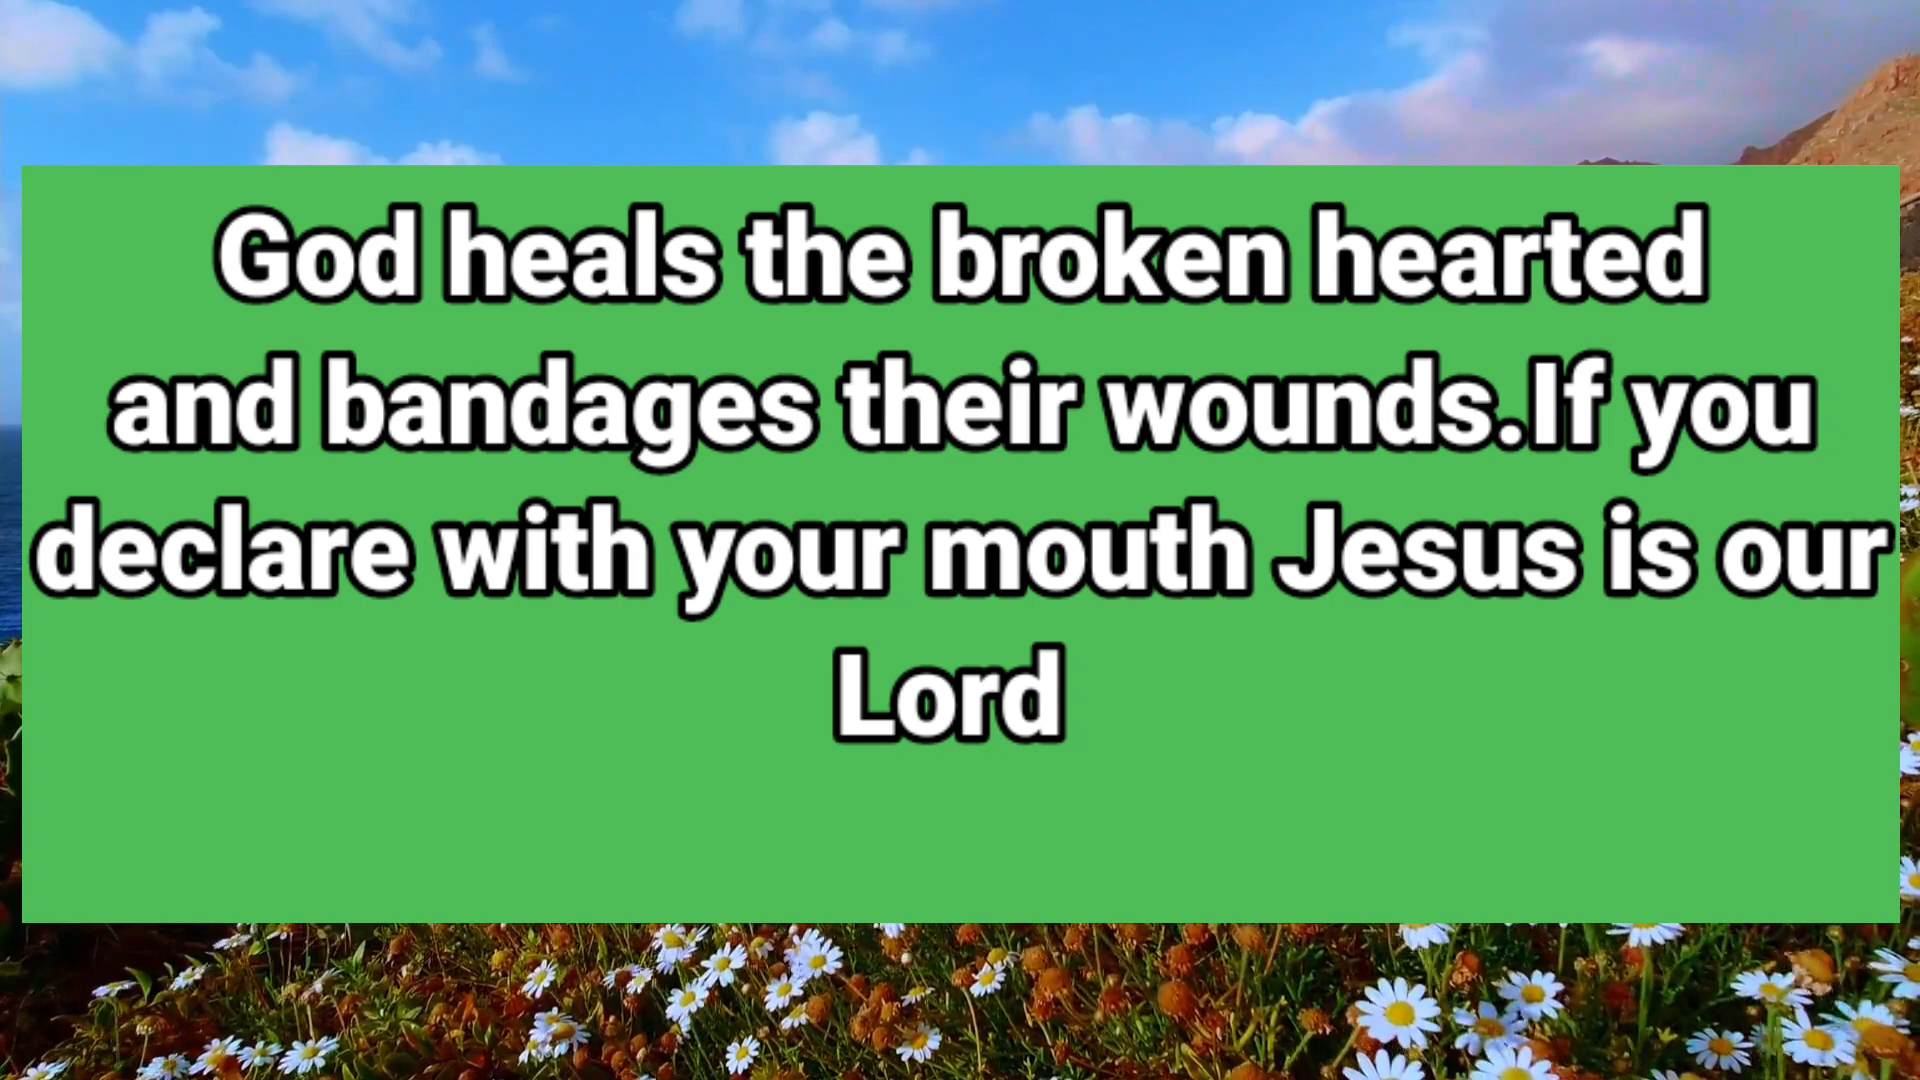 God heals the broken hearted
and bandages their wounds.If you
declare with your mouth Jesus is our
Lord